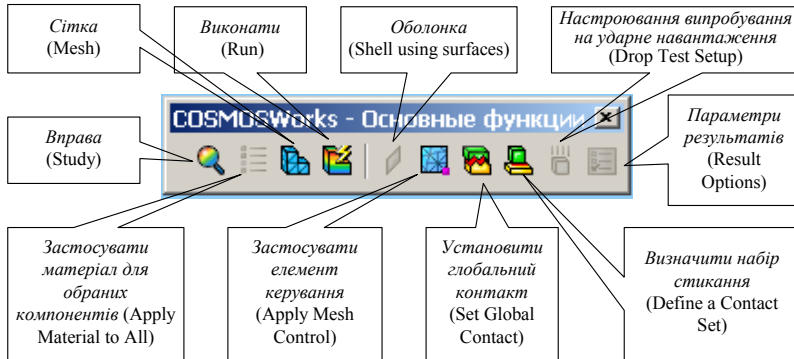 Сітка
(Mesh)
Виконати
(Run)
Оболонка
(Shell using surfaces)
Настроювання випробування
на ударне навантаження
(Drop Test Setup)
COSMOSWorks - Основные функции
Вправа
(Study)
Параметри
результатів
(Result
Options)
Застосувати
матеріал для
обраних
компонентів (Apply
Material to All)
Застосувати
елемент
керування
(Apply Mesh
Control)
Установити
глобальний
контакт
(Set Global
Contact)
Визначити набір
стикання
(Define a Contact
Set)